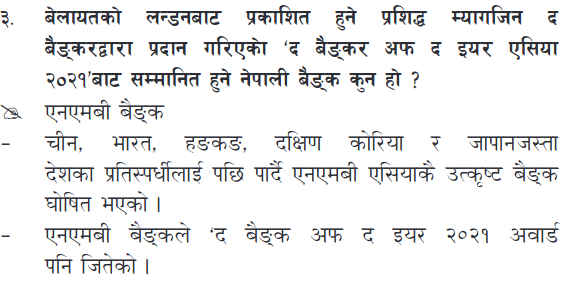 ३. बेलायतको लन्डनबाट प्रकाशित हुने प्रशिद्ध म्यागजिन द
बैङ्करद्वारा प्रदान गरिएको ‘द बैङ्कर अफ द इयर एसिया
२०२१’बाट सम्मानित हुने नेपाली बैङ्क कुन हो ?
✍ एनएमबी बैङ्क
– चीन, भारत, हङकङ, दक्षिण कोरिया र जापानजस्ता
देशका प्रतिस्पर्धीलाई पछि पार्दै एनएमबी एसियाकै उत्कृष्ट बैङ्क
घोषित भएको ।
– एनएमबी बैङ्कले ‘द बैङ्क अफ द इयर २०२१ अवार्ड
पनि जितेको ।